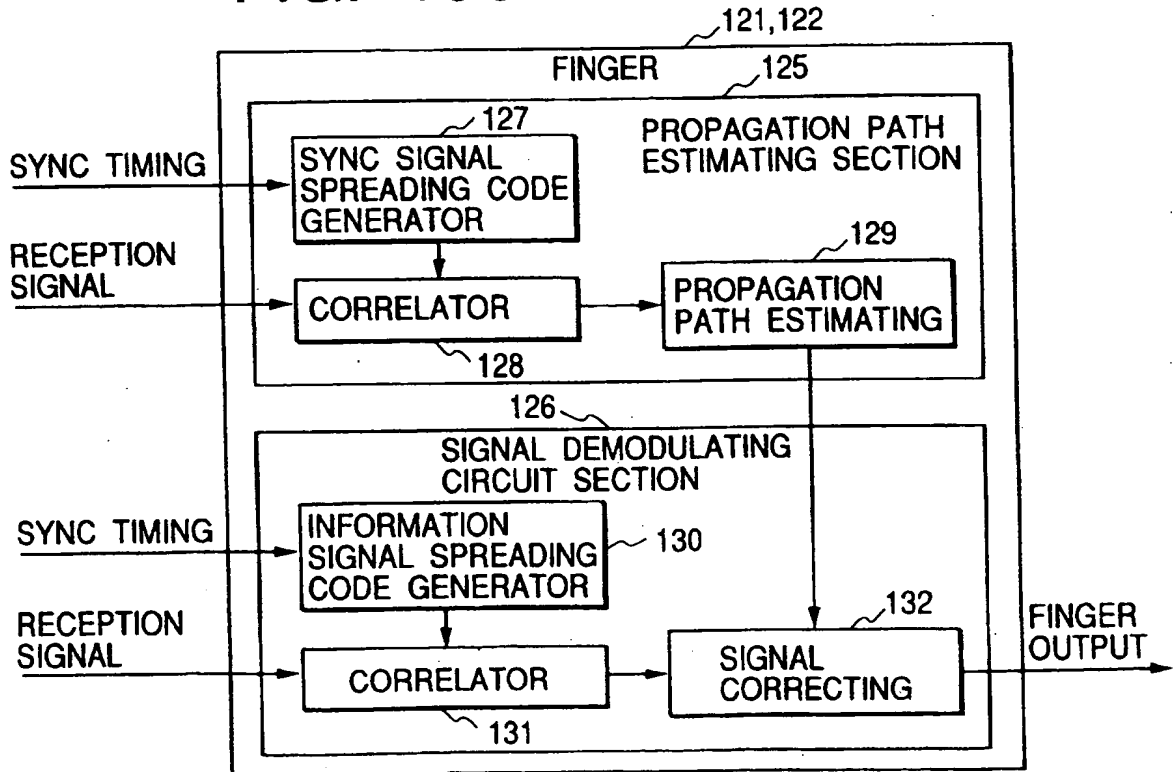 121,122
FINGER
125
127
PROPAGATION PATH
ESTIMATING SECTION
SYNC TIMING
SYNC SIGNAL
SPREADING CODE
GENERATOR
RECEPTION
SIGNAL
129
CORRELATOR
PROPAGATION
PATH ESTIMATING
128
126
SIGNAL DEMODULATING
CIRCUIT SECTION
SYNC TIMING
INFORMATION
SIGNAL SPREADING
CODE GENERATOR
130
RECEPTION
SIGNAL
132
FINGER
OUTPUT
CORRELATOR
SIGNAL
CORRECTING
131